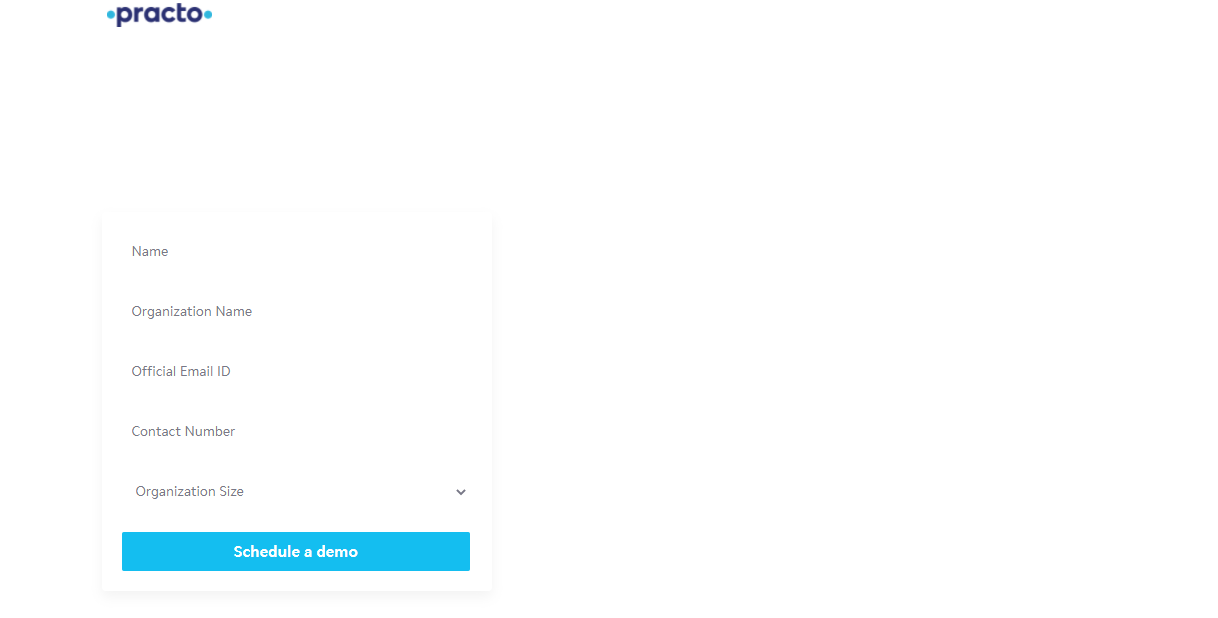 practo
Name
Organization Name
Official Email ID
Contact Number
Organization Size
Schedule a demo